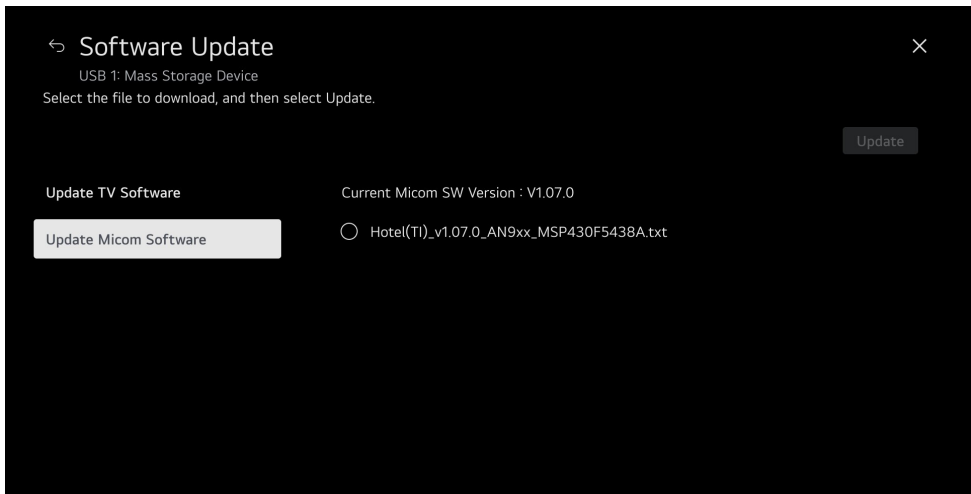 Software Update
USB 1: Mass Storage Device
Select the file to download, and then select Update.
Update
Update TV Software
Current Micom SW Version : V1.07.0
Update Micom Software
Hotel(TI)_v1.07.0_AN9xx_MSP430F5438A.txt